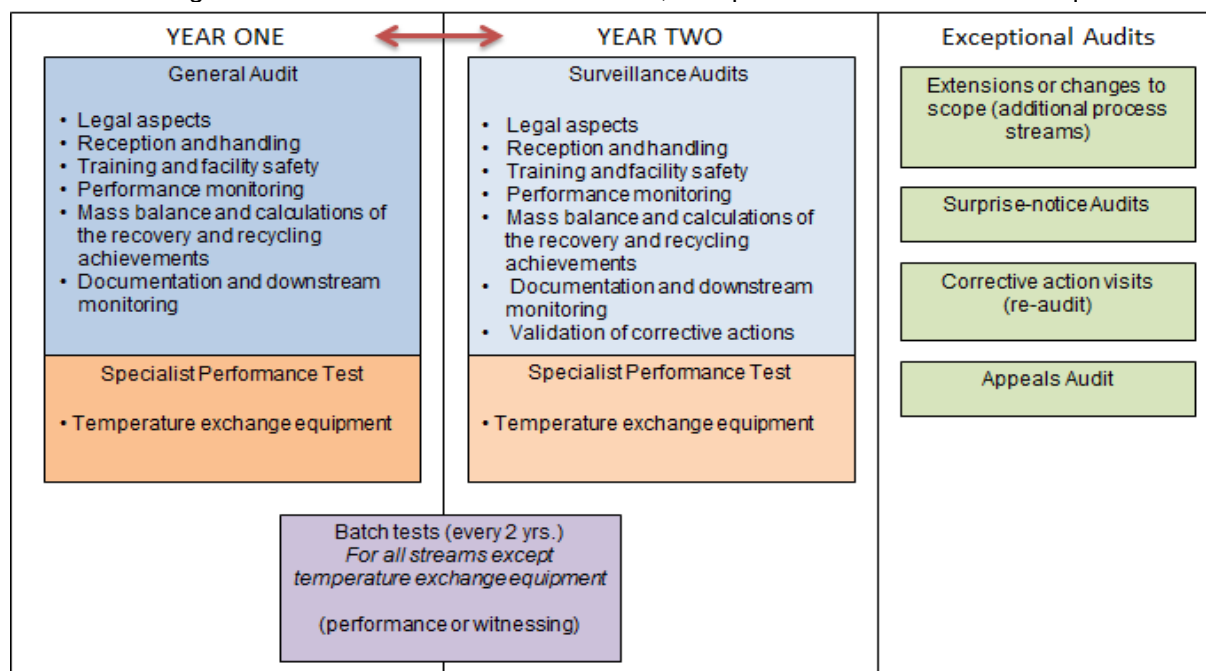 YEAR ONE
General Audit
• Legal aspects
• Reception and handling
• Training and facility safety
• Performance monitoring
• Mass balance and calculations of
the recovery and recycling
achievements
• Documentation and downstream
monitoring
Specialist Performance Test
• Temperature exchange equipment
YEAR TWO
Surveillance Audits
• Legal aspects
• Reception and handling
• Training and facility safety
• Performance monitoring
• Mass balance and calculations of
the recovery and recycling
achievements
• Documentation and downstream
monitoring
• Validation of corrective actions
Specialist Performance Test
• Temperature exchange equipment
Batch tests (every 2 yrs.)
For all streams except
temperature exchange equipment
(performance or witnessing)
Exceptional Audits
Extensions or changes to
scope (additional process
streams)
Surprise-notice Audits
Corrective action visits
(re-audit)
Appeals Audit